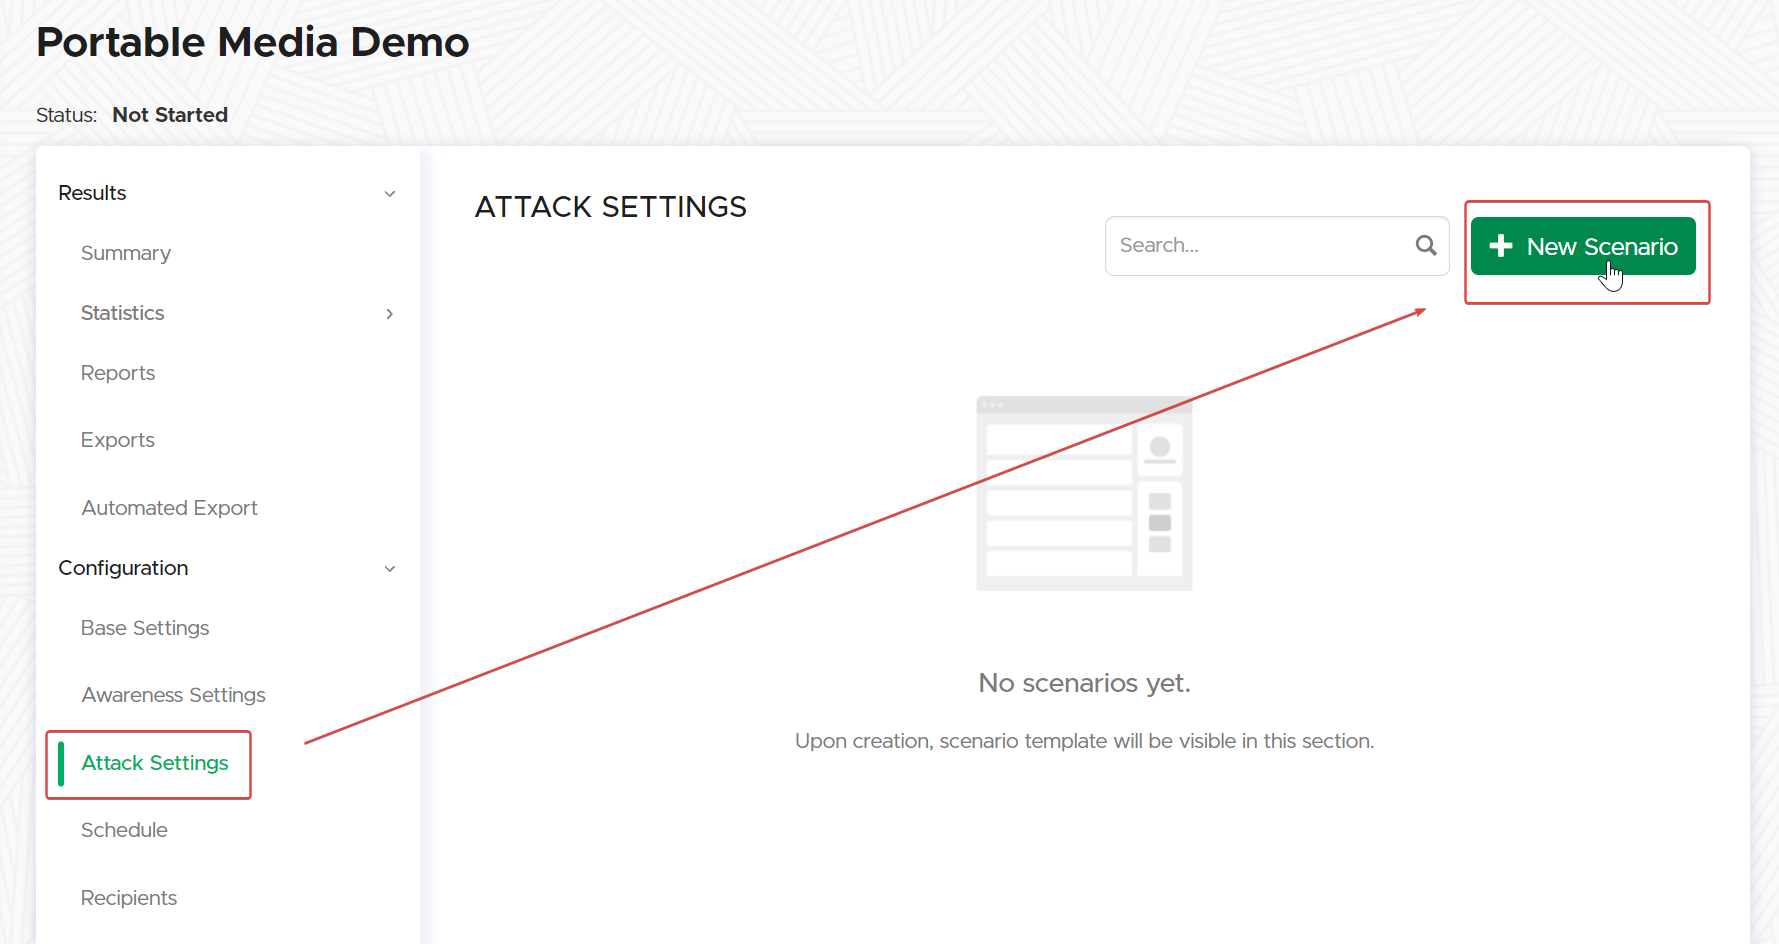 Portable Media Demo
Status: Not Started
Results
Summary
Statistics
Reports
Exports
Automated Export
Configuration
Base Settings
Awareness Settings
Attack Settings
Schedule
Recipients
ATTACK SETTINGS
Search...
New Scenario
No scenarios yet.
Upon creation, scenario template will be visible in this section.